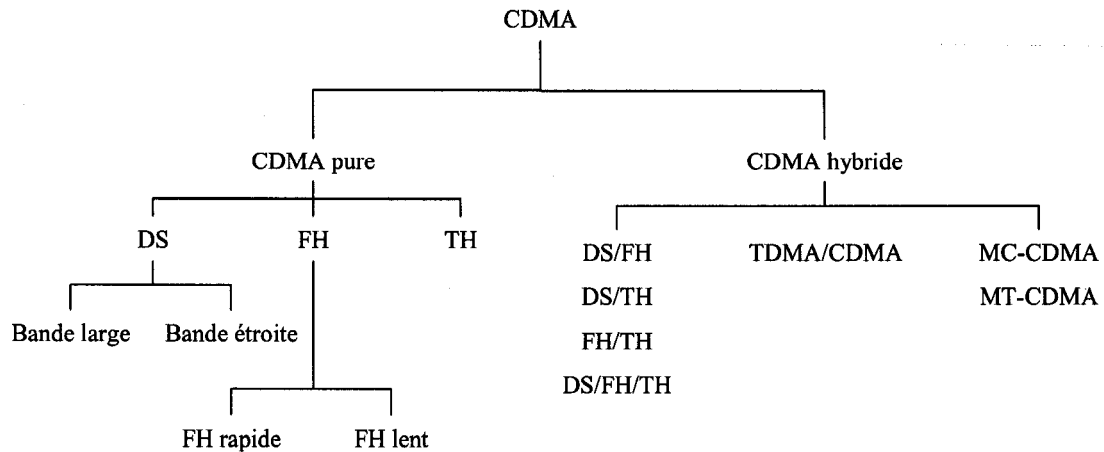 CDMA
CDMA pure CDMA hybride
DS FH TH DS/FH TDMA/CDMA MC-CDMA
DS/TH MT-CDMA
Bande large Bande étroite
FH/TH
DS/FH/TH
FH rapide FH lent